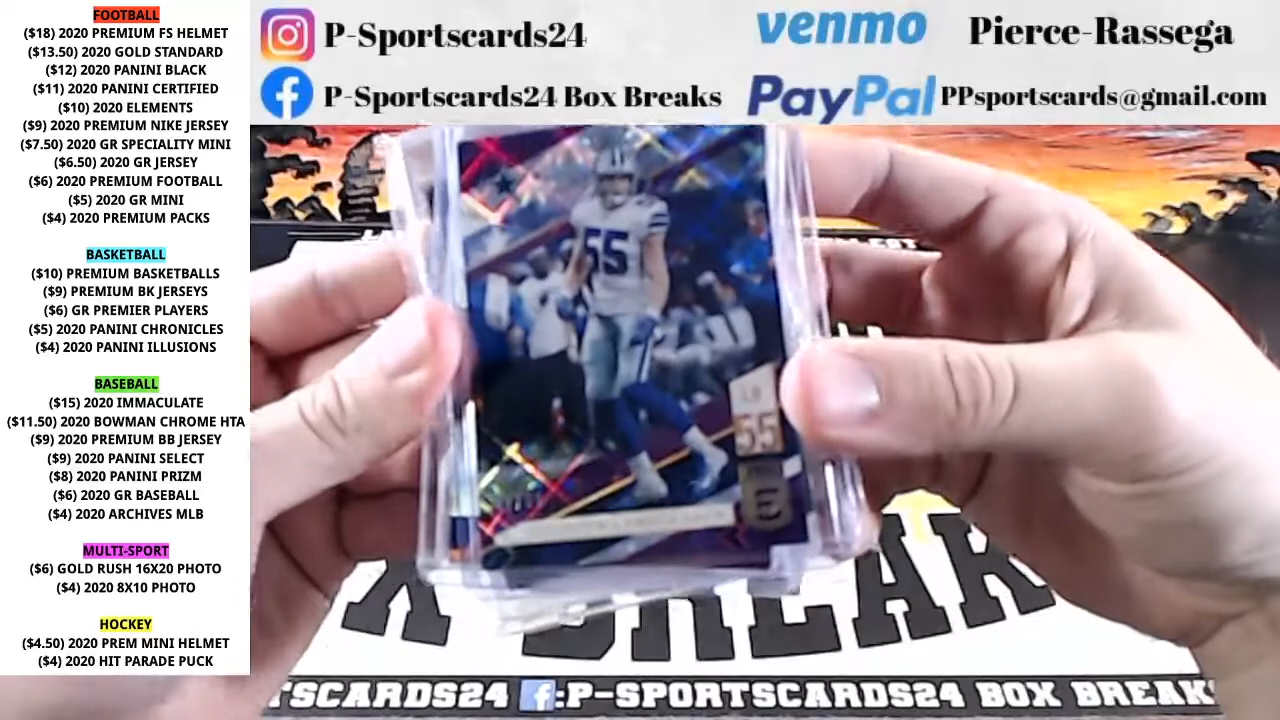 FOOTBALL
($18) 2020 PREMIUM FS HELMET
($13.50) 2020 GOLD STANDARD
($12) 2020 PANINI BLACK
($11) 2020 PANINI CERTIFIED
($10) 2020 ELEMENTS
($9) 2020 PREMIUM NIKE JERSEY
($7.50) 2020 GR SPECIALITY MINI
($6.50) 2020 GR JERSEY
($6) 2020 PREMIUM FOOTBALL
($5) 2020 GR MINI
($4) 2020 PREMIUM PACKS
BASKETBALL
($10) PREMIUM BASKETBALLS
($9) PREMIUM BK JERSEYS
($6) GR PREMIER PLAYERS
($5) 2020 PANINI CHRONICLES
($4) 2020 PANINI ILLUSIONS
BASEBALL
($15) 2020 IMMACULATE
($11.50) 2020 BOWMAN CHROME HTA
($9) 2020 PREMIUM BB JERSEY
($9) 2020 PANINI SELECT
($8) 2020 PANINI PRIZM
($6) 2020 GR BASEBALL
($4) 2020 ARCHIVES MLB
MULTI-SPORT
($6) GOLD RUSH 16X20 PHOTO
($4) 2020 8X10 PHOTO
HOCKEY
($4.50) 2020 PREM MINI HELMET
($4) 2020 HIT PARADE PUCK
P-Sportscards24
venmo Pierce-Rassega
P-Sportscards24 Box Breaks
PayPal PPsportscards@gmail.com
55
LB
55
E
X BREAK
TSCARDS24 f:P-SPORTSCARDS24 BOX BREAKS